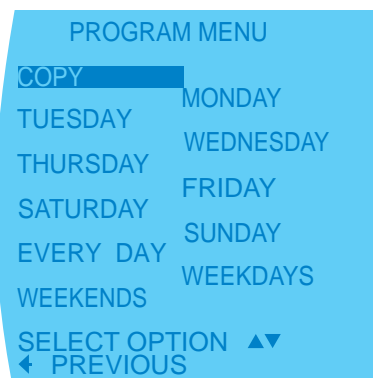 PROGRAM MENU
COPY
MONDAY
TUESDAY
WEDNESDAY
THURSDAY
FRIDAY
SATURDAY
SUNDAY
EVERY DAY
WEEKDAYS
WEEKENDS
SELECT OPTION ▲▼
🡸 PREVIOUS